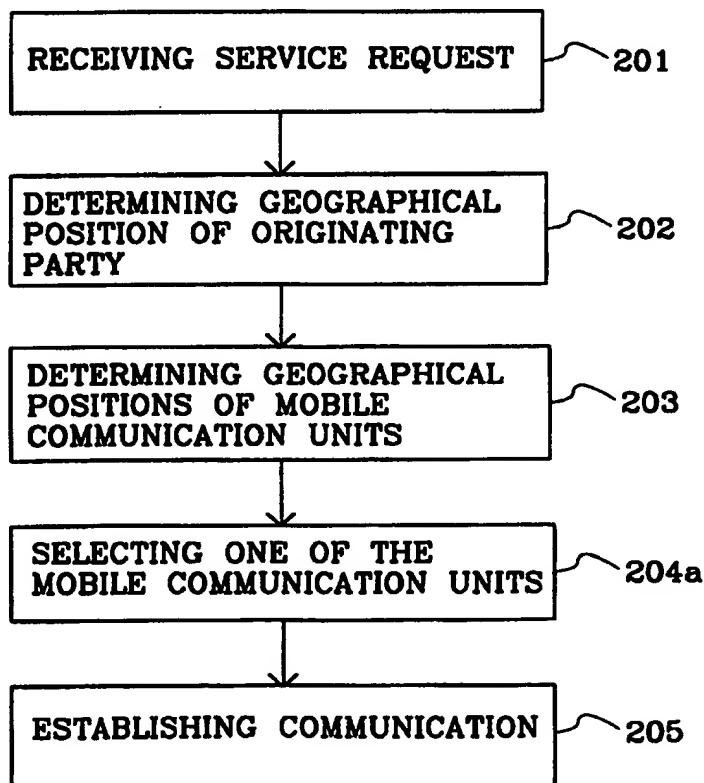 RECEIVING SERVICE REQUEST
201
DETERMINING GEOGRAPHICAL
POSITION OF ORIGINATING
PARTY
202
DETERMINING GEOGRAPHICAL
POSITIONS OF MOBILE
COMMUNICATION UNITS
203
SELECTING ONE OF THE
MOBILE COMMUNICATION UNITS
204a
ESTABLISHING COMMUNICATION
205